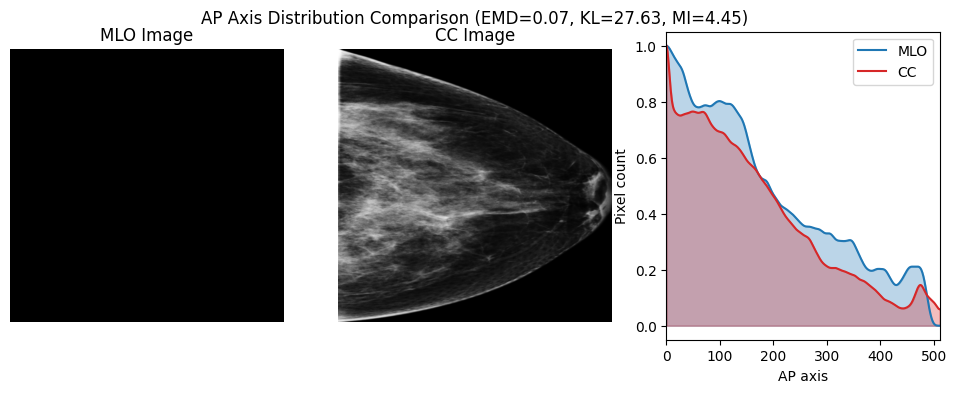 AP Axis Distribution Comparison (EMD=0.07, KL=27.63, MI=4.45)
MLO Image
CC Image
MLO
CC
1.0
0.8
0.6
0.4
0.2
0.0
Pixel count
0 100 200 300 400 500
AP axis